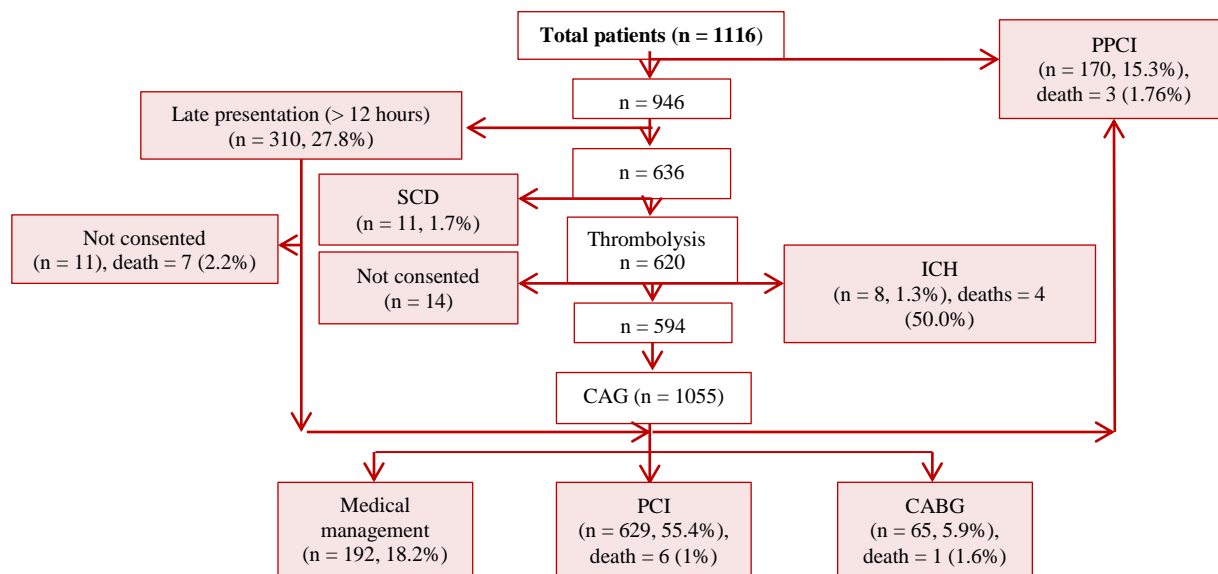 Total patients (n = 1116)
PPCI
(n = 170, 15.3%),
death = 3 (1.76%)
n = 946
Late presentation (> 12 hours)
(n = 310, 27.8%)
n = 636
SCD
(n = 11, 1.7%)
Not consented
(n = 11), death = 7 (2.2%)
Thrombolysis
n = 620
Not consented
(n = 14)
ICH
(n = 8, 1.3%), deaths = 4
(50.0%)
n = 594
CAG (n = 1055)
Medical
management
(n = 192, 18.2%)
PCI
(n = 629, 55.4%),
death = 6 (1%)
CABG
(n = 65, 5.9%),
death = 1 (1.6%)